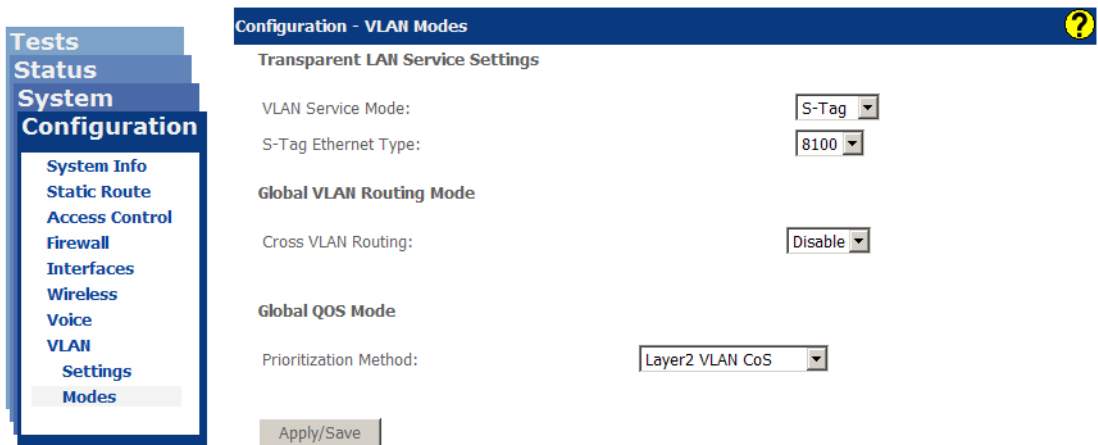 Tests
Status
System
Configuration
System Info
Static Route
Access Control
Firewall
Interfaces
Wireless
Voice
VLAN
Settings
Modes
Configuration - VLAN Modes
?
Transparent LAN Service Settings
VLAN Service Mode: S-Tag
S-Tag Ethernet Type: 8100
Global VLAN Routing Mode
Cross VLAN Routing: Disable
Global QOS Mode
Prioritization Method: Layer2 VLAN CoS
Apply/Save